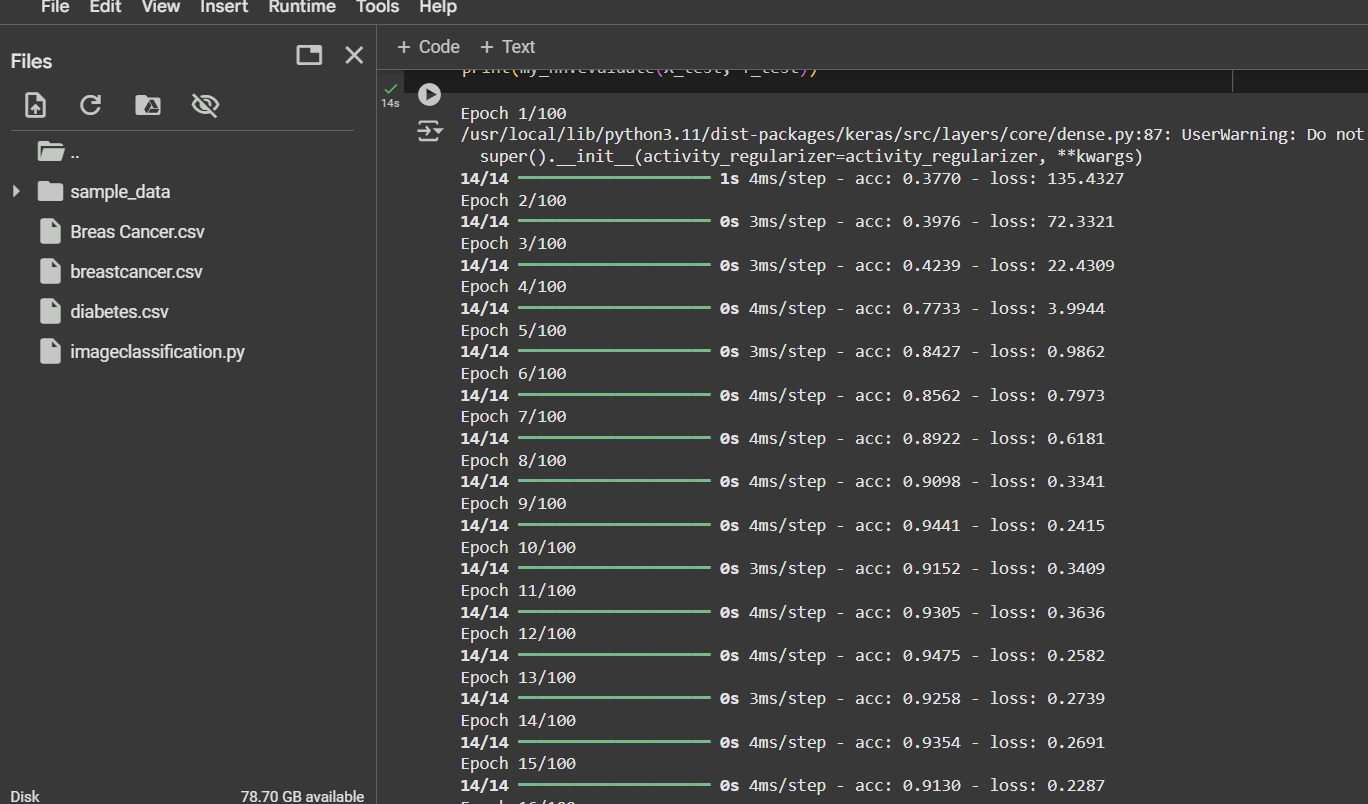 File Edit View Insert Runtime Tools Help
Files
..
sample_data
Breas Cancer.csv
breastcancer.csv
diabetes.csv
imageclassification.py
Disk 78.70 GB available
+ Code + Text
print(my_nn.evaluate(X_test, Y_test))
14s
Epoch 1/100
/usr/local/lib/python3.11/dist-packages/keras/src/layers/core/dense.py:87: UserWarning: Do not
super().__init__(activity_regularizer=activity_regularizer, **kwargs)
14/14 1s 4ms/step - acc: 0.3770 - loss: 135.4327
Epoch 2/100
14/14 0s 3ms/step - acc: 0.3976 - loss: 72.3321
Epoch 3/100
14/14 0s 3ms/step - acc: 0.4239 - loss: 22.4309
Epoch 4/100
14/14 0s 4ms/step - acc: 0.7733 - loss: 3.9944
Epoch 5/100
14/14 0s 3ms/step - acc: 0.8427 - loss: 0.9862
Epoch 6/100
14/14 0s 4ms/step - acc: 0.8562 - loss: 0.7973
Epoch 7/100
14/14 0s 4ms/step - acc: 0.8922 - loss: 0.6181
Epoch 8/100
14/14 0s 4ms/step - acc: 0.9098 - loss: 0.3341
Epoch 9/100
14/14 0s 4ms/step - acc: 0.9441 - loss: 0.2415
Epoch 10/100
14/14 0s 3ms/step - acc: 0.9152 - loss: 0.3409
Epoch 11/100
14/14 0s 4ms/step - acc: 0.9305 - loss: 0.3636
Epoch 12/100
14/14 0s 4ms/step - acc: 0.9475 - loss: 0.2582
Epoch 13/100
14/14 0s 3ms/step - acc: 0.9258 - loss: 0.2739
Epoch 14/100
14/14 0s 4ms/step - acc: 0.9354 - loss: 0.2691
Epoch 15/100
14/14 0s 4ms/step - acc: 0.9130 - loss: 0.2287
Epoch 16/100